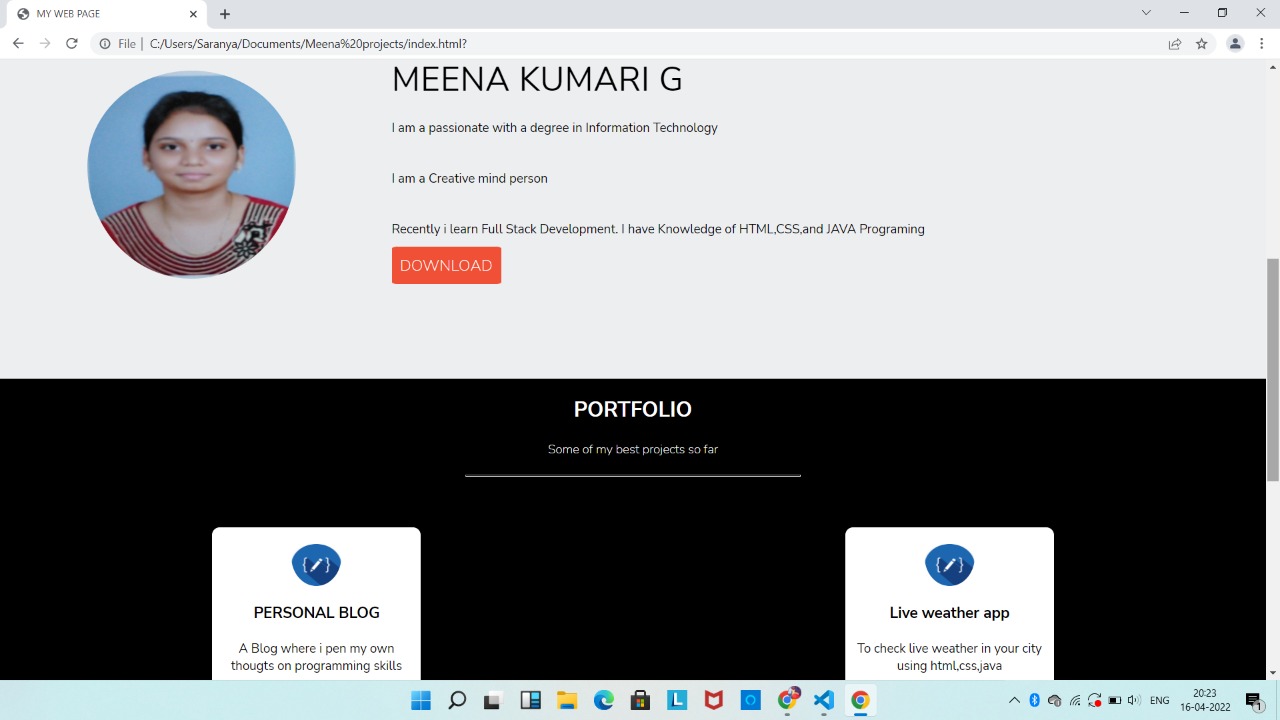 MY WEB PAGE
File | C:/Users/Saranya/Documents/Meena%20projects/index.html?
MEENA KUMARI G
I am a passionate with a degree in Information Technology
I am a Creative mind person
Recently i learn Full Stack Development. I have Knowledge of HTML,CSS,and JAVA Programing
DOWNLOAD
PORTFOLIO
Some of my best projects so far
PERSONAL BLOG
A Blog where i pen my own
thougts on programming skills
Live weather app
To check live weather in your city
using html,css,java
ENG
20:23
16-04-2022
1